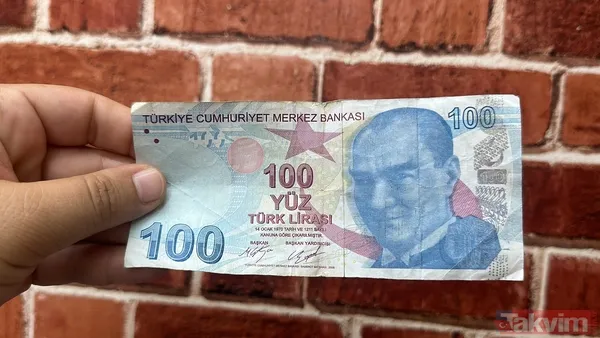 TÜRKİYE CUMHURİYET MERKEZ BANKASI
100
100
YÜZ
TÜRK LİRASI
14 OCAK 1970 TARİH VE 1211 SAYILI
KANUNA GÖRE ÇIKARILMIŞTIR.
BAŞKAN
BAŞKAN YARDIMCISI
100
Takvim